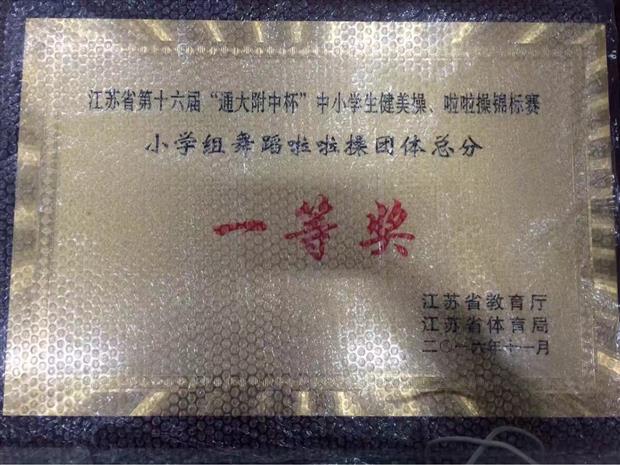 江苏省第十六届“通大附中杯”中小学生健美操、啦啦操锦标赛
小学组舞蹈啦啦操团体总分
一等奖
江苏省教育厅
江苏省体育局
二〇一六年十一月